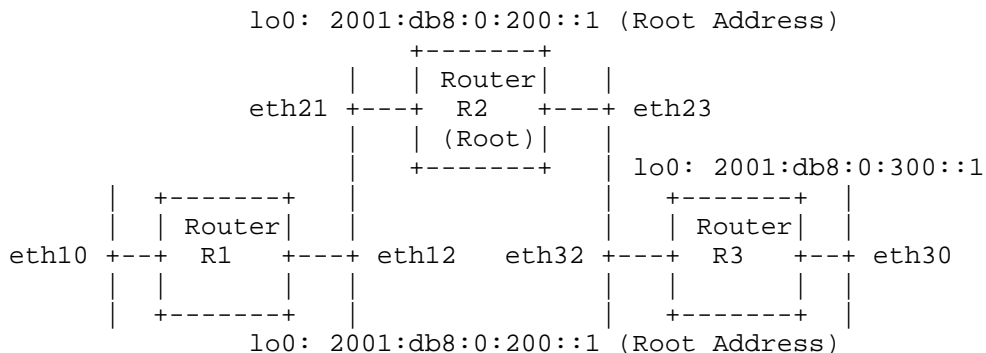 lo0: 2001:db8:0:200::1 (Root Address)
+-------+
| | Router| |
eth21 +---+ R2 +---+ eth23
| | (Root)| |
| +-------+ | lo0: 2001:db8:0:300::1
| +-------+ | | +-------+ |
| | Router| | | | Router| |
eth10 +--+ R1 +---+ eth12 eth32 +---+ R3 +--+ eth30
| | | | | | | |
| +-------+ | | +-------+ |
lo0: 2001:db8:0:200::1 (Root Address)